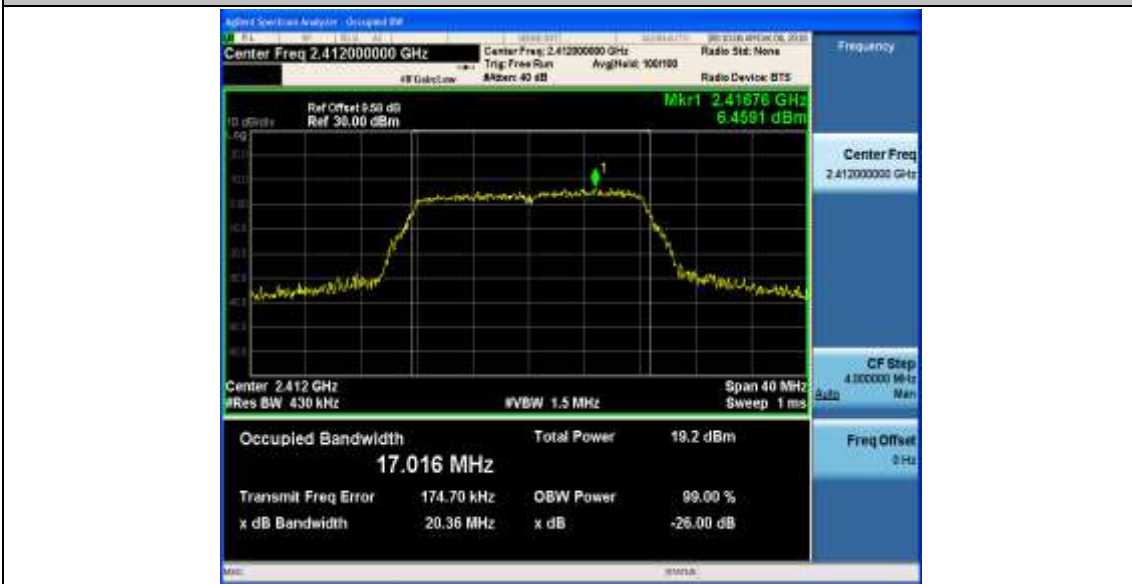 Agilent Spectrum Analyzer - Occupied BW
Center Freq 2.412000000 GHz
Center Freq: 2.412000000 GHz
Radio Std: None
Trig: Free Run
Avg|Hold: 100/100
#IF Gain:Low
#Atten: 40 dB
Radio Device: BTS
Frequency
Mkr1 2.41676 GHz
6.4591 dBm
Ref Offset 9.58 dB
10 dB/div
Ref 30.00 dBm
Log
1
Center Freq
2.412000000 GHz
Center 2.412 GHz
Span 40 MHz
#Res BW 430 kHz
#VBW 1.5 MHz
Sweep 1 ms
CF Step
4.000000 MHz
Auto
Man
Occupied Bandwidth
Total Power
19.2 dBm
17.016 MHz
Freq Offset
0 Hz
Transmit Freq Error
174.70 kHz
OBW Power
99.00 %
x dB Bandwidth
20.36 MHz
x dB
-26.00 dB
MSG
STATUS